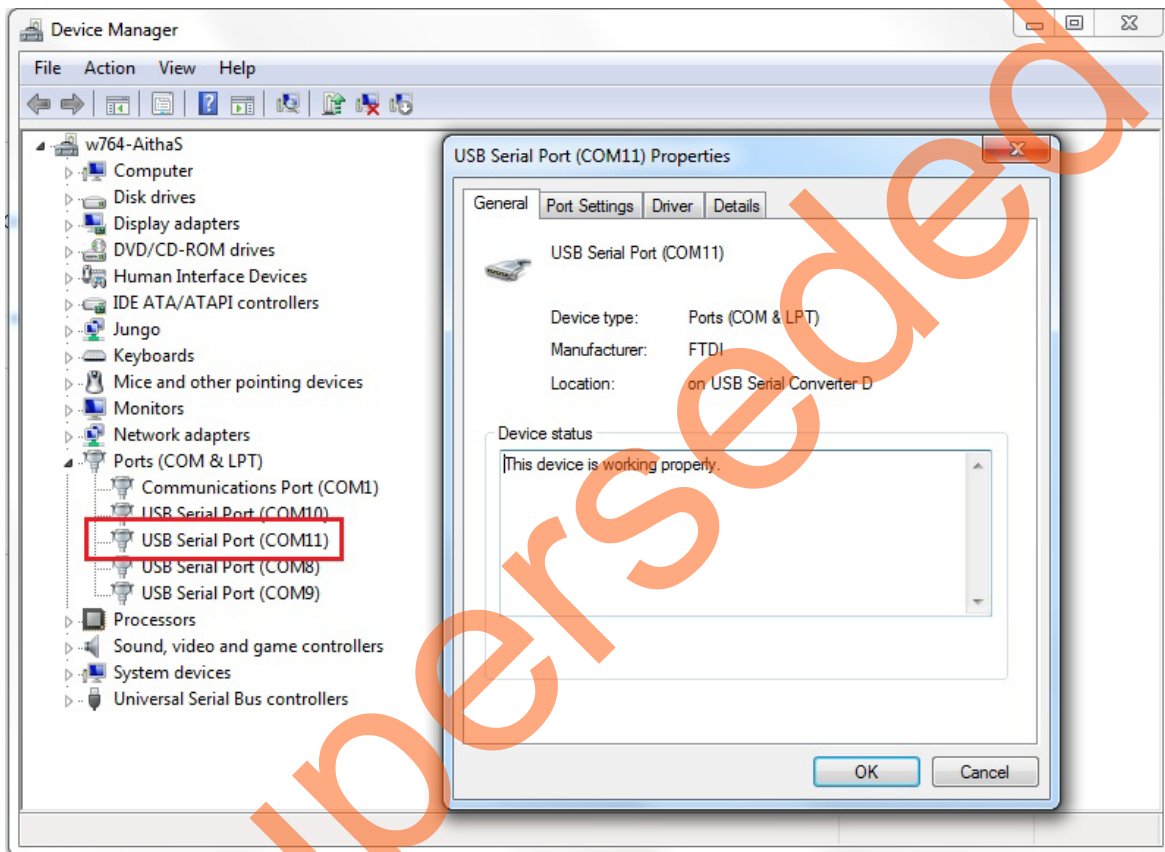 Device Manager
File Action View Help
w764-AithaS
Computer
Disk drives
Display adapters
DVD/CD-ROM drives
Human Interface Devices
IDE ATA/ATAPI controllers
Jungo
Keyboards
Mice and other pointing devices
Monitors
Network adapters
Ports (COM & LPT)
Communications Port (COM1)
USB Serial Port (COM10)
USB Serial Port (COM11)
USB Serial Port (COM8)
USB Serial Port (COM9)
Processors
Sound, video and game controllers
System devices
Universal Serial Bus controllers
USB Serial Port (COM11) Properties
General Port Settings Driver Details
USB Serial Port (COM11)
Device type: Ports (COM & LPT)
Manufacturer: FTDI
Location: on USB Serial Converter D
Device status
This device is working properly.
OK Cancel
perseded